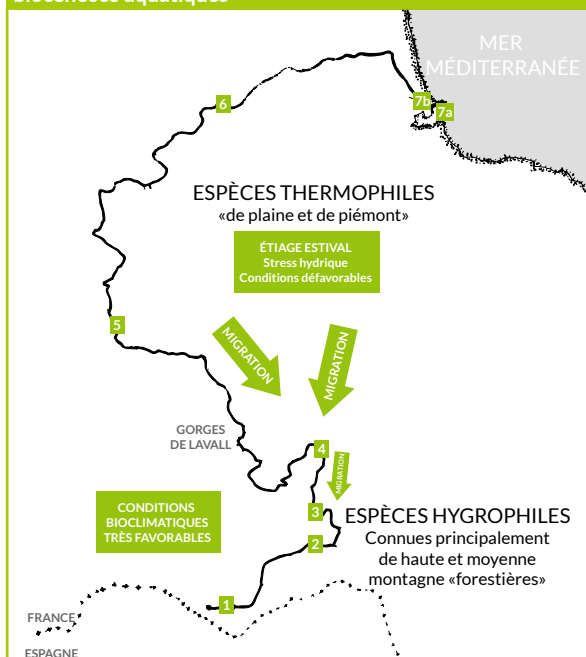 biocénoses aquatiques
MER
MÉDITERRANÉE
6
7b
7a
ESPÈCES THERMOPHILES
«de plaine et de piémont»
ÉTIAGE ESTIVAL
Stress hydrique
Conditions défavorables
5
MIGRATION
MIGRATION
GORGES
DE LAVALL
4
MIGRATION
CONDITIONS
BIOCLIMATIQUES
TRÈS FAVORABLES
3
ESPÈCES HYGROPHILES
2
Connues principalement
de haute et moyenne
montagne «forestières»
1
FRANCE
ESPAGNE